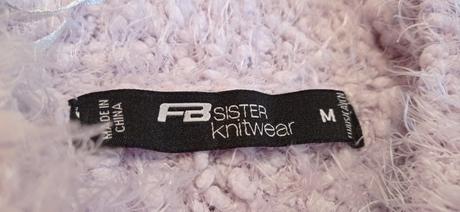 MADE IN
CHINA
FB SISTER
knitwear
M